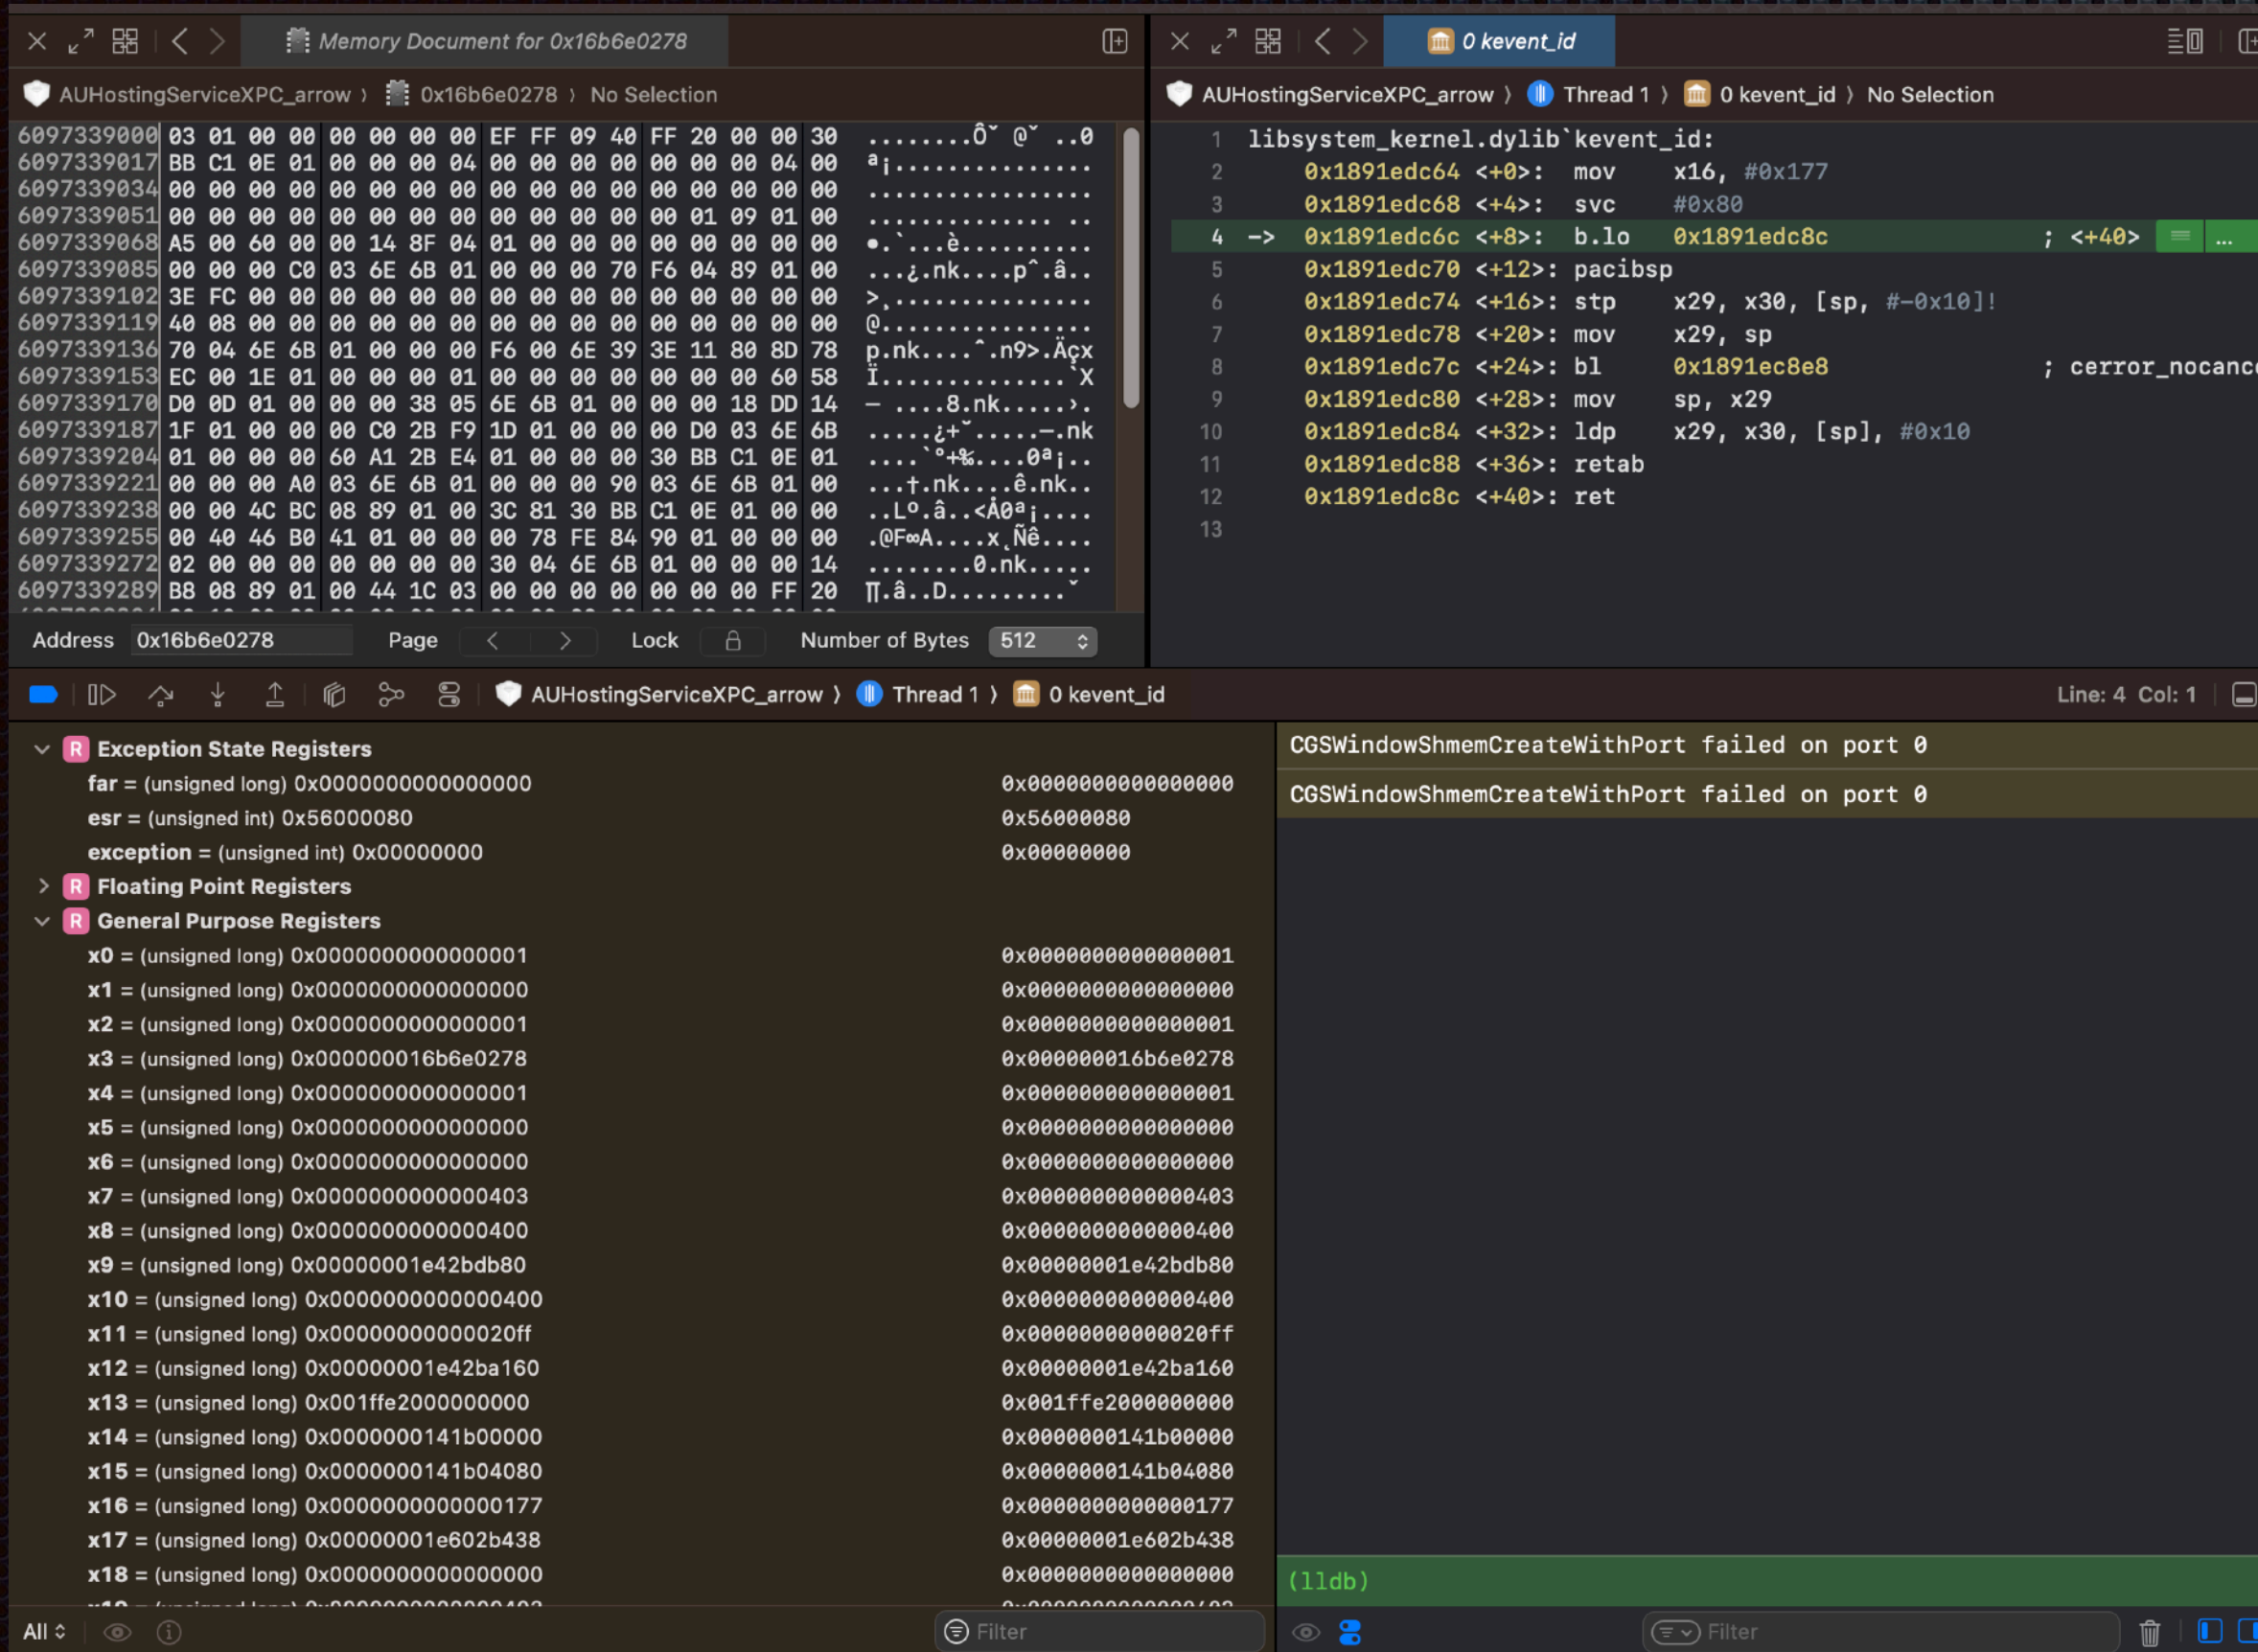 Memory Document for 0x16b6e0278
AUHostingServiceXPC_arrow 〉 0x16b6e0278 〉 No Selection
6097339000 03 01 00 00 00 00 00 00 EF FF 09 40 FF 20 00 00 30 ........Ôˇ @ˇ ..0
6097339017 BB C1 0E 01 00 00 00 04 00 00 00 00 00 00 00 04 00 ª¡...............
6097339034 00 00 00 00 00 00 00 00 00 00 00 00 00 00 00 00 00 .................
6097339051 00 00 00 00 00 00 00 00 00 00 00 00 00 01 09 01 00 ............. ..
6097339068 A5 00 60 00 00 14 8F 04 01 00 00 00 00 00 00 00 00 •.`...è..........
6097339085 00 00 00 C0 03 6E 6B 01 00 00 00 70 F6 04 89 01 00 ...¿.nk....pˆ.â..
6097339102 3E FC 00 00 00 00 00 00 00 00 00 00 00 00 00 00 00 >¸...............
6097339119 40 08 00 00 00 00 00 00 00 00 00 00 00 00 00 00 00 @................
6097339136 70 04 6E 6B 01 00 00 00 F6 00 6E 39 3E 11 80 8D 78 p.nk....ˆ.n9>.Äçx
6097339153 EC 00 1E 01 00 00 00 01 00 00 00 00 00 00 00 60 58 Ï..............`X
6097339170 D0 0D 01 00 00 00 38 05 6E 6B 01 00 00 00 18 DD 14 – ....8.nk.....›.
6097339187 1F 01 00 00 00 C0 2B F9 1D 01 00 00 00 D0 03 6E 6B .....¿+˘.....–.nk
6097339204 01 00 00 00 60 A1 2B E4 01 00 00 00 30 BB C1 0E 01 ....`°+‰....0ª¡..
6097339221 00 00 00 A0 03 6E 6B 01 00 00 00 90 03 6E 6B 01 00 ...†.nk....ê.nk..
6097339238 00 00 4C BC 08 89 01 00 3C 81 30 BB C1 0E 01 00 00 ..Lº.â..<Å0ª¡....
6097339255 00 40 46 B0 41 01 00 00 00 78 FE 84 90 01 00 00 00 .@F∞A....x˛Ñê....
6097339272 02 00 00 00 00 00 00 00 30 04 6E 6B 01 00 00 00 14 ........0.nk.....
6097339289 B8 08 89 01 00 44 1C 03 00 00 00 00 00 00 00 FF 20 ∏.â..D.........ˇ
Address 0x16b6e0278 Page Lock Number of Bytes 512
0 kevent_id
AUHostingServiceXPC_arrow 〉 Thread 1 〉 0 kevent_id 〉 No Selection
1 libsystem_kernel.dylib`kevent_id:
2 0x1891edc64 <+0>: mov x16, #0x177
3 0x1891edc68 <+4>: svc #0x80
4 -> 0x1891edc6c <+8>: b.lo 0x1891edc8c ; <+40> = ...
5 0x1891edc70 <+12>: pacibsp
6 0x1891edc74 <+16>: stp x29, x30, [sp, #-0x10]!
7 0x1891edc78 <+20>: mov x29, sp
8 0x1891edc7c <+24>: bl 0x1891ec8e8 ; cerror_nocance
9 0x1891edc80 <+28>: mov sp, x29
10 0x1891edc84 <+32>: ldp x29, x30, [sp], #0x10
11 0x1891edc88 <+36>: retab
12 0x1891edc8c <+40>: ret
13
AUHostingServiceXPC_arrow 〉 Thread 1 〉 0 kevent_id
Line: 4 Col: 1
R Exception State Registers
far = (unsigned long) 0x0000000000000000 0x0000000000000000
esr = (unsigned int) 0x56000080 0x56000080
exception = (unsigned int) 0x00000000 0x00000000
R Floating Point Registers
R General Purpose Registers
x0 = (unsigned long) 0x0000000000000001 0x0000000000000001
x1 = (unsigned long) 0x0000000000000000 0x0000000000000000
x2 = (unsigned long) 0x0000000000000001 0x0000000000000001
x3 = (unsigned long) 0x000000016b6e0278 0x000000016b6e0278
x4 = (unsigned long) 0x0000000000000001 0x0000000000000001
x5 = (unsigned long) 0x0000000000000000 0x0000000000000000
x6 = (unsigned long) 0x0000000000000000 0x0000000000000000
x7 = (unsigned long) 0x0000000000000403 0x0000000000000403
x8 = (unsigned long) 0x0000000000000400 0x0000000000000400
x9 = (unsigned long) 0x00000001e42bdb80 0x00000001e42bdb80
x10 = (unsigned long) 0x0000000000000400 0x0000000000000400
x11 = (unsigned long) 0x00000000000020ff 0x00000000000020ff
x12 = (unsigned long) 0x00000001e42ba160 0x00000001e42ba160
x13 = (unsigned long) 0x001ffe2000000000 0x001ffe2000000000
x14 = (unsigned long) 0x0000000141b00000 0x0000000141b00000
x15 = (unsigned long) 0x0000000141b04080 0x0000000141b04080
x16 = (unsigned long) 0x0000000000000177 0x0000000000000177
x17 = (unsigned long) 0x00000001e602b438 0x00000001e602b438
x18 = (unsigned long) 0x0000000000000000 0x0000000000000000
All Filter
CGSWindowShmemCreateWithPort failed on port 0
CGSWindowShmemCreateWithPort failed on port 0
(lldb)
Filter